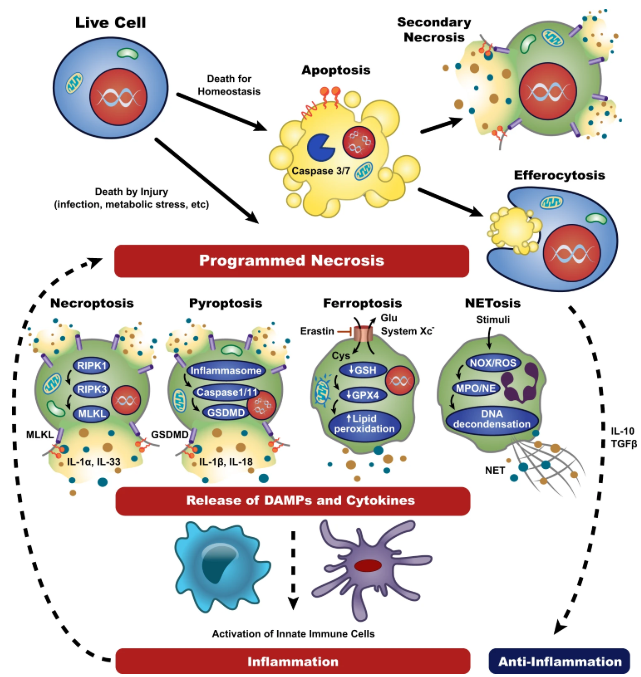 Live Cell
Secondary
Necrosis
Death for
Homeostasis
Apoptosis
Caspase 3/7
Death by Injury
(infection, metabolic stress, etc)
Efferocytosis
Programmed Necrosis
Necroptosis
Pyroptosis
Ferroptosis
NETosis
RIPK1
RIPK3
MLKL
MLKL
IL-1α, IL-33
Inflammasome
Caspase1/11
GSDMD
GSDMD
IL-1β, IL-18
Erastin
Glu
System Xc-
Cys
↓GSH
↓GPX4
↑Lipid
peroxidation
Stimuli
NOX/ROS
MPO/NE
DNA
decondensation
NET
IL-10
TGFβ
Release of DAMPs and Cytokines
Activation of Innate Immune Cells
Inflammation
Anti-Inflammation